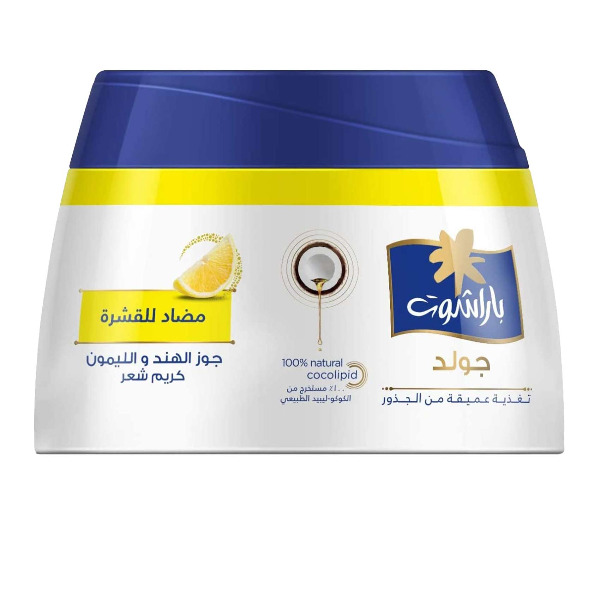 باراشوت
جولد
تغذية عميقة من الجذور
100% natural
cocolipid
٪١٠٠ مستخرج من
الكوكو-ليبيد الطبيعي
مضاد للقشرة
جوز الهند و الليمون
كريم شعر